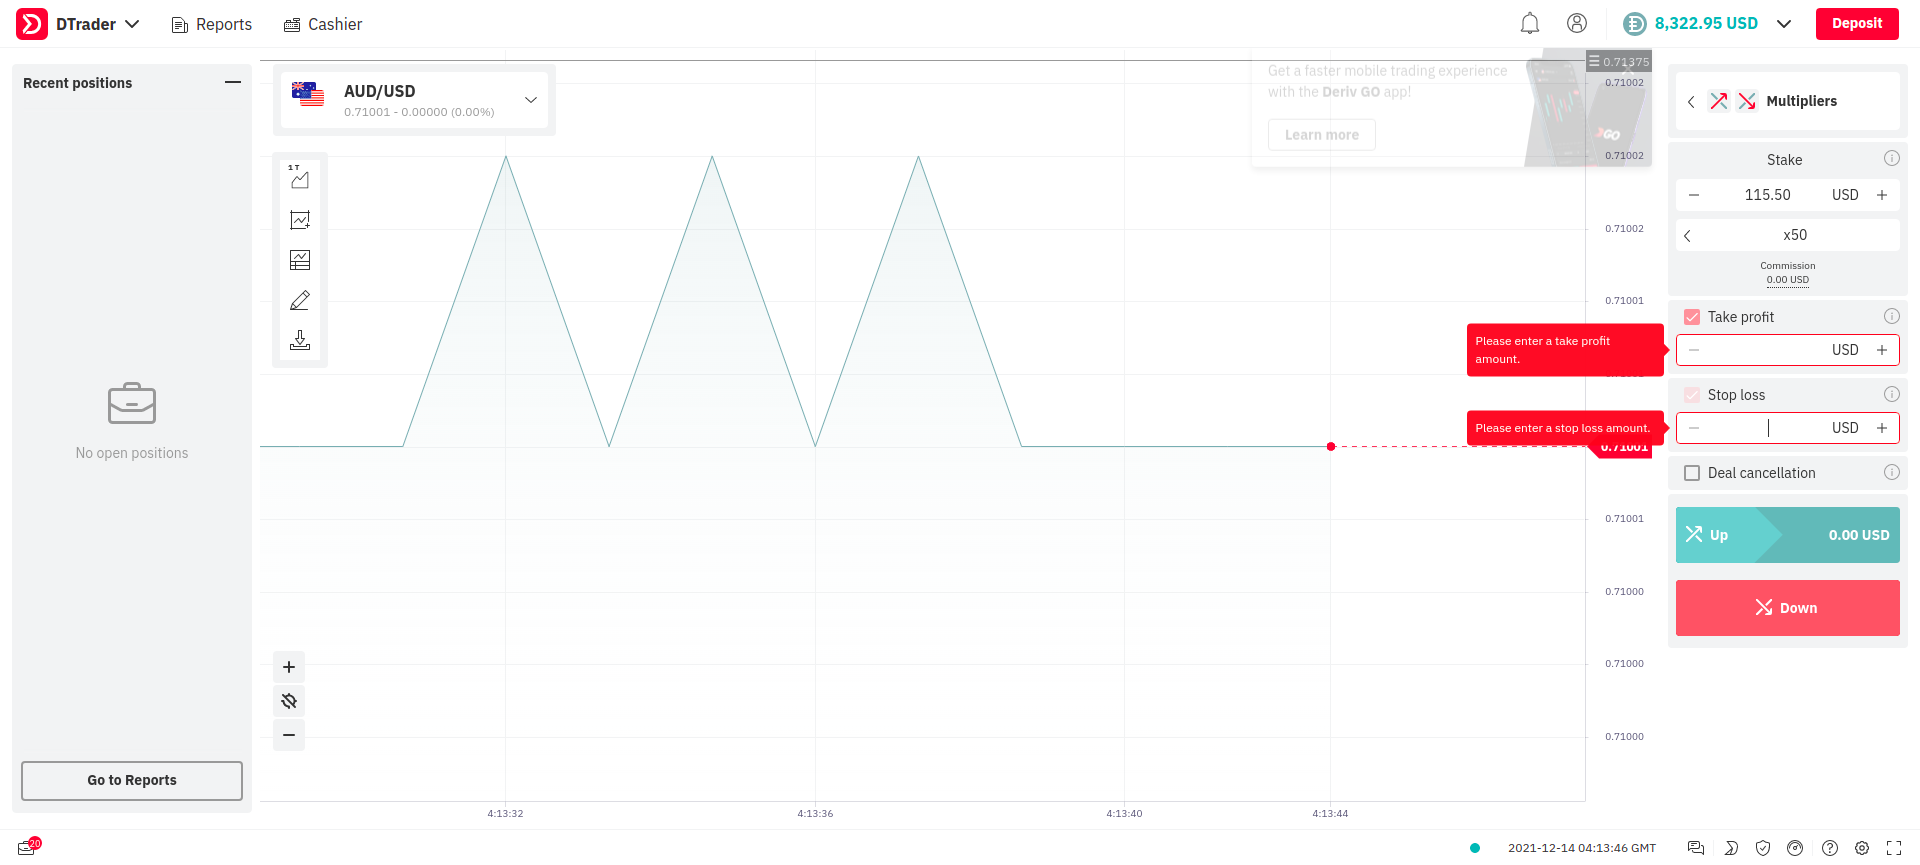 DTrader
Reports
Cashier
8,322.95 USD
Deposit
Recent positions
No open positions
Go to Reports
AUD/USD
0.71001 - 0.00000 (0.00%)
1 T
Get a faster mobile trading experience
with the Deriv GO app!
Learn more
GO
0.71375
0.71002
0.71002
0.71002
0.71001
0.71001
0.71001
0.71000
0.71000
0.71000
4:13:32
4:13:36
4:13:40
4:13:44
Multipliers
Stake
115.50 USD
x50
Commission
0.00 USD
Take profit
Please enter a take profit
amount.
USD
Stop loss
Please enter a stop loss amount.
USD
Deal cancellation
Up 0.00 USD
Down
20
2021-12-14 04:13:46 GMT